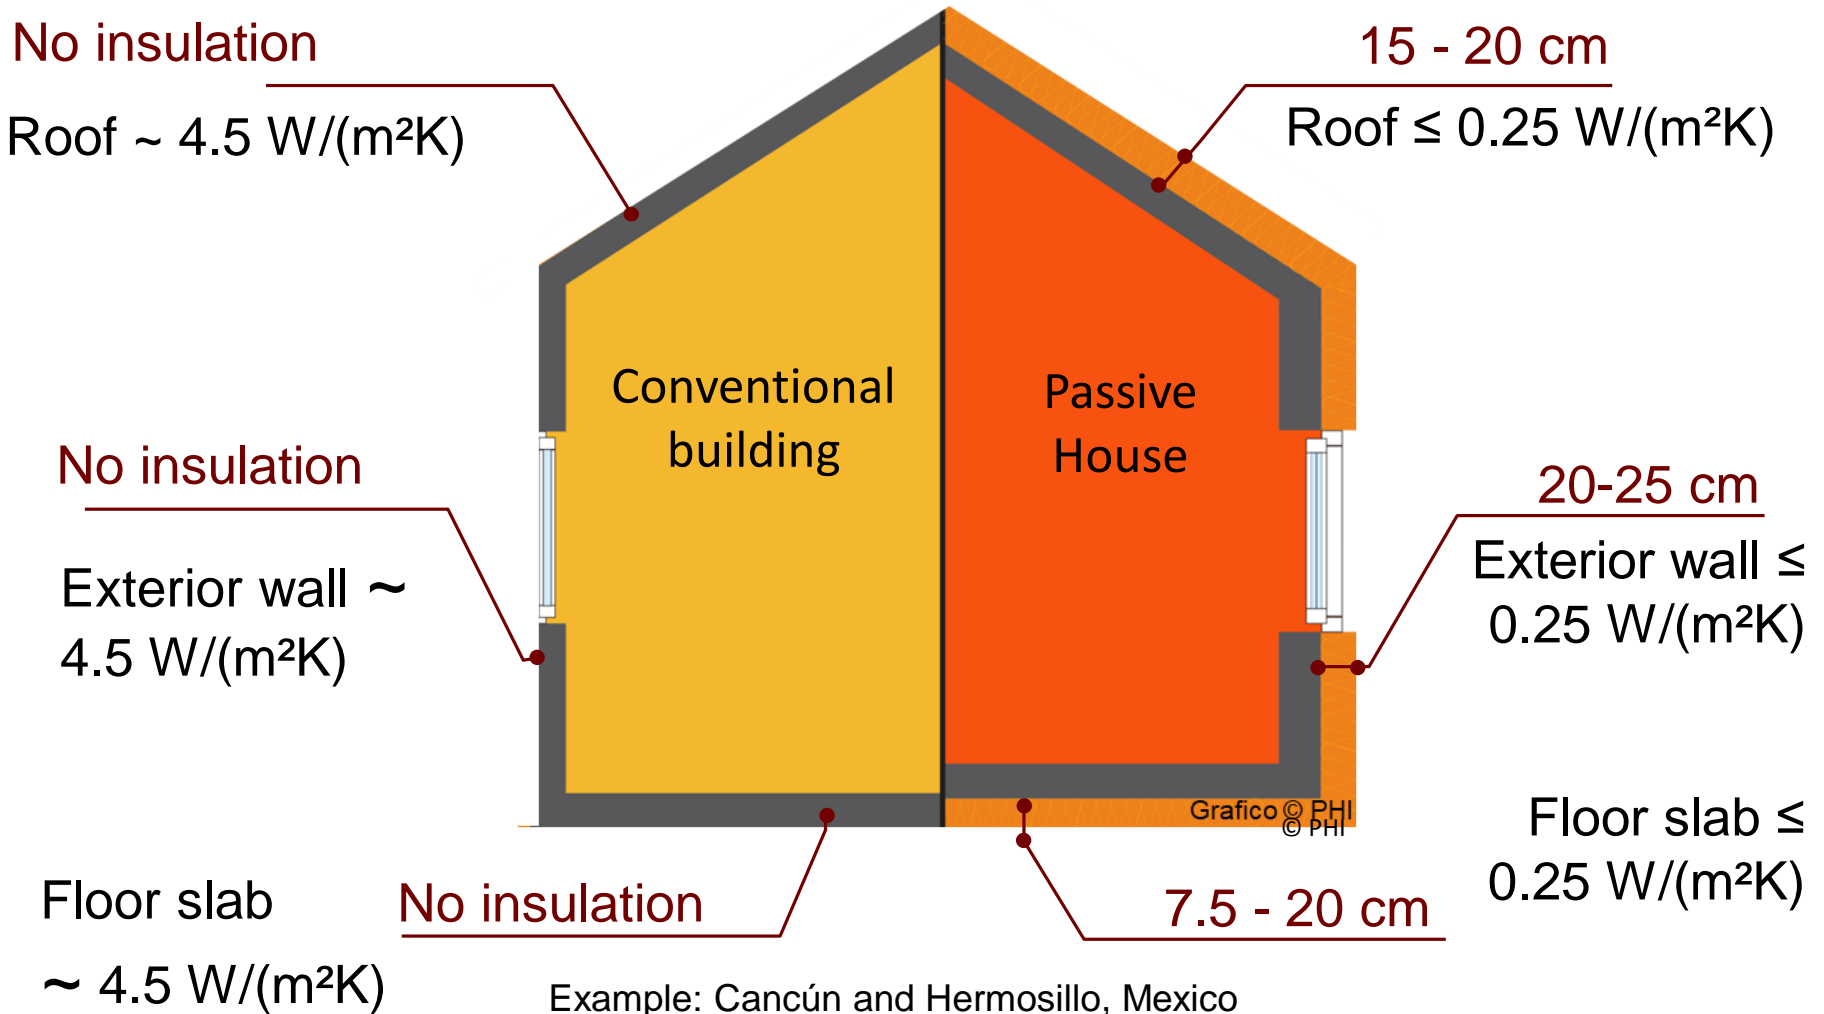 No insulation
Roof ~ 4.5 W/(m²K)
15 - 20 cm
Roof ≤ 0.25 W/(m²K)
Conventional
building
Passive
House
No insulation
Exterior wall ~
4.5 W/(m²K)
20-25 cm
Exterior wall ≤
0.25 W/(m²K)
Grafico © PHI
© PHI
Floor slab ≤
0.25 W/(m²K)
Floor slab
~ 4.5 W/(m²K)
No insulation
7.5 - 20 cm
Example: Cancún and Hermosillo, Mexico